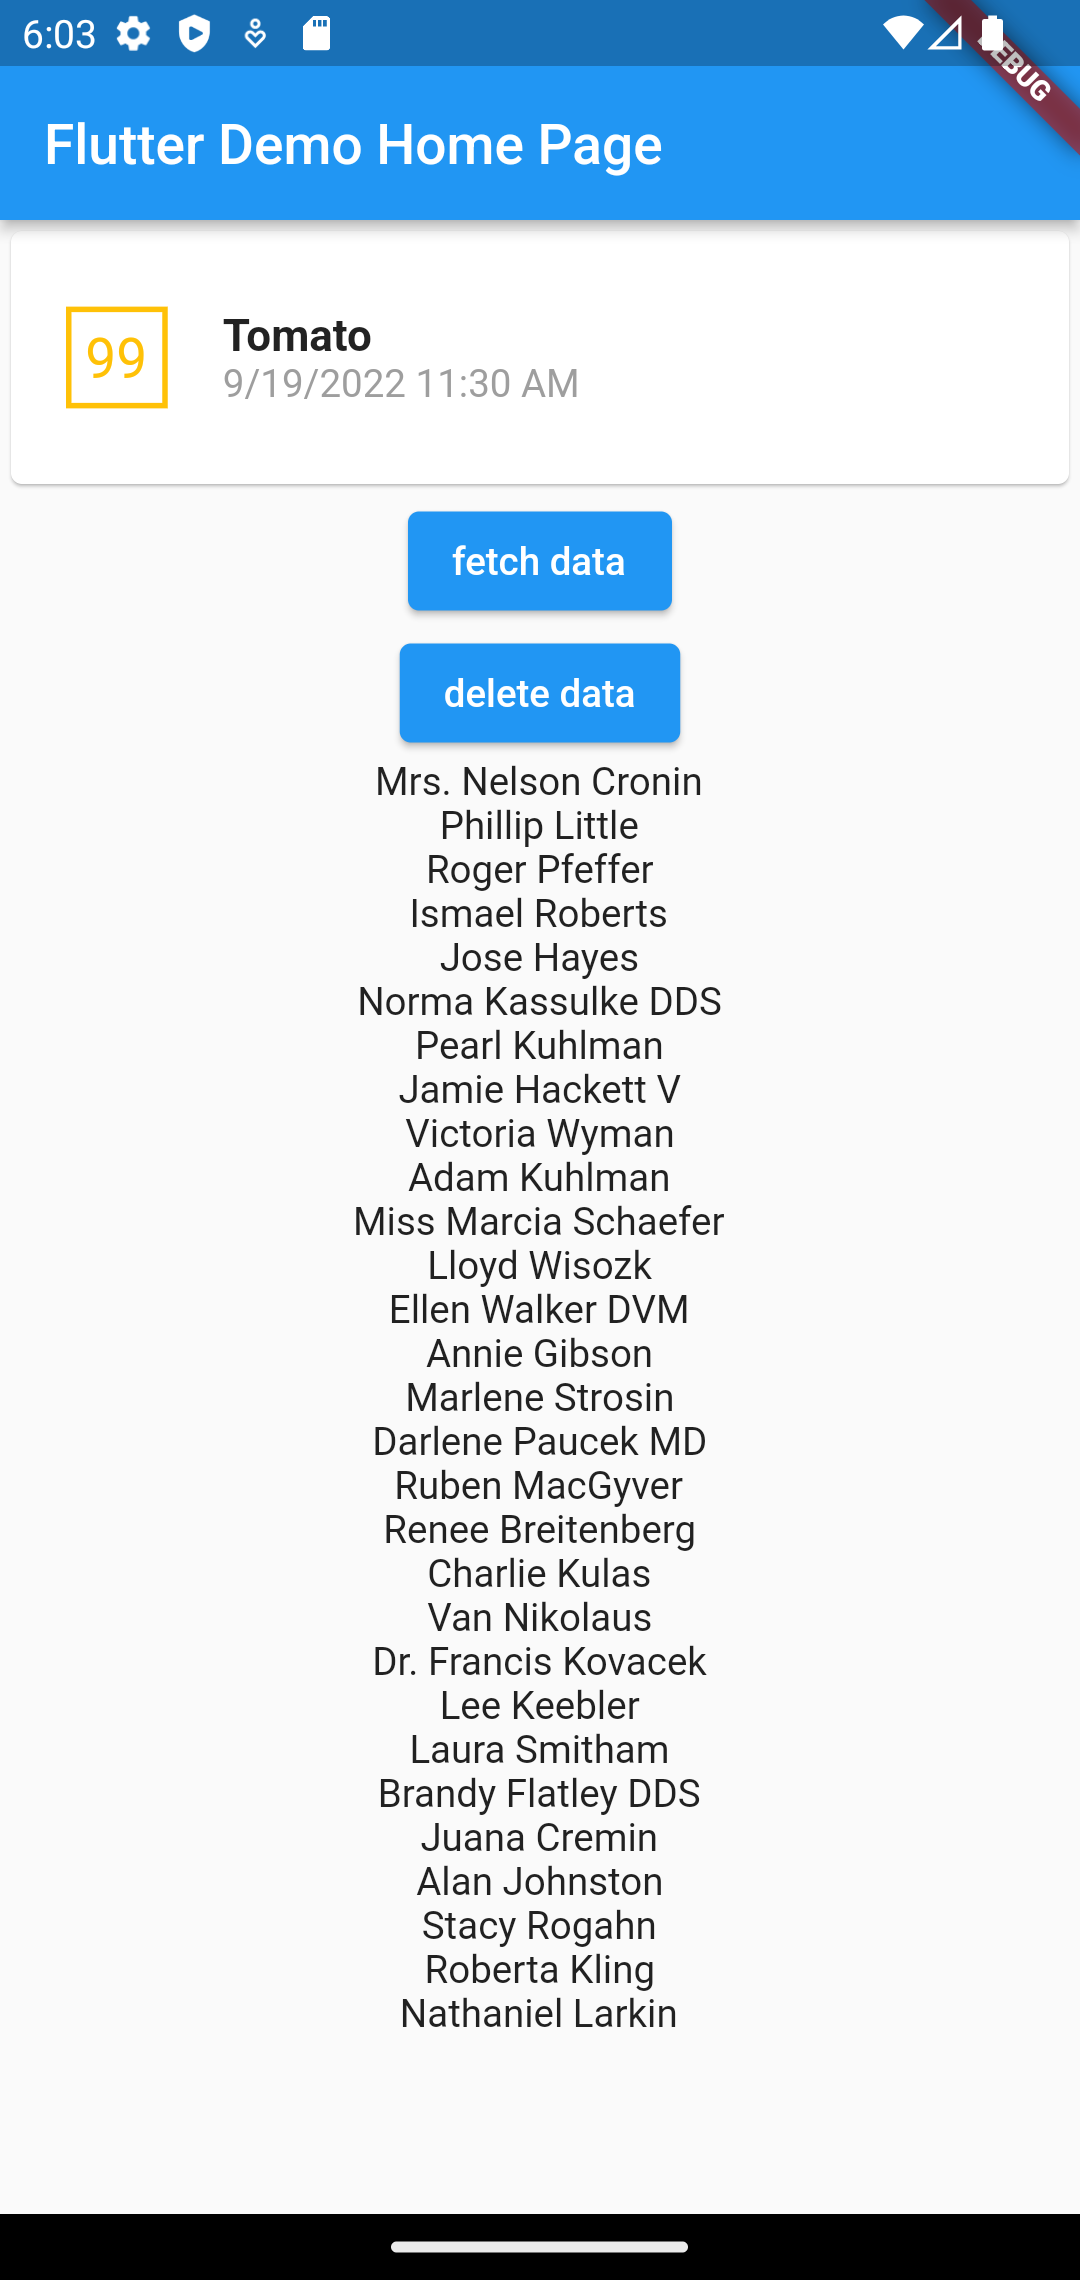 6:03
DEBUG
Flutter Demo Home Page
99
Tomato
9/19/2022 11:30 AM
fetch data
delete data
Mrs. Nelson Cronin
Phillip Little
Roger Pfeffer
Ismael Roberts
Jose Hayes
Norma Kassulke DDS
Pearl Kuhlman
Jamie Hackett V
Victoria Wyman
Adam Kuhlman
Miss Marcia Schaefer
Lloyd Wisozk
Ellen Walker DVM
Annie Gibson
Marlene Strosin
Darlene Paucek MD
Ruben MacGyver
Renee Breitenberg
Charlie Kulas
Van Nikolaus
Dr. Francis Kovacek
Lee Keebler
Laura Smitham
Brandy Flatley DDS
Juana Cremin
Alan Johnston
Stacy Rogahn
Roberta Kling
Nathaniel Larkin